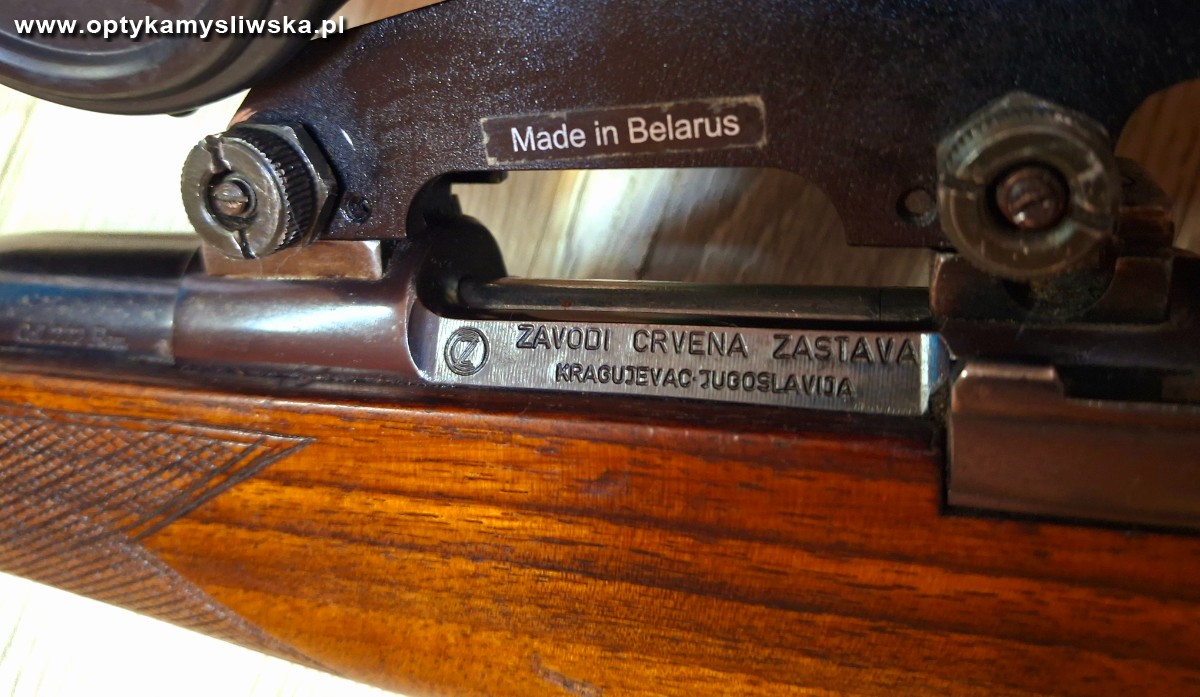 www.optykamysliwska.pl
Made in Belarus
ZAVODI CRVENA ZASTAVA
KRAGUJEVAC-JUGOSLAVIJA